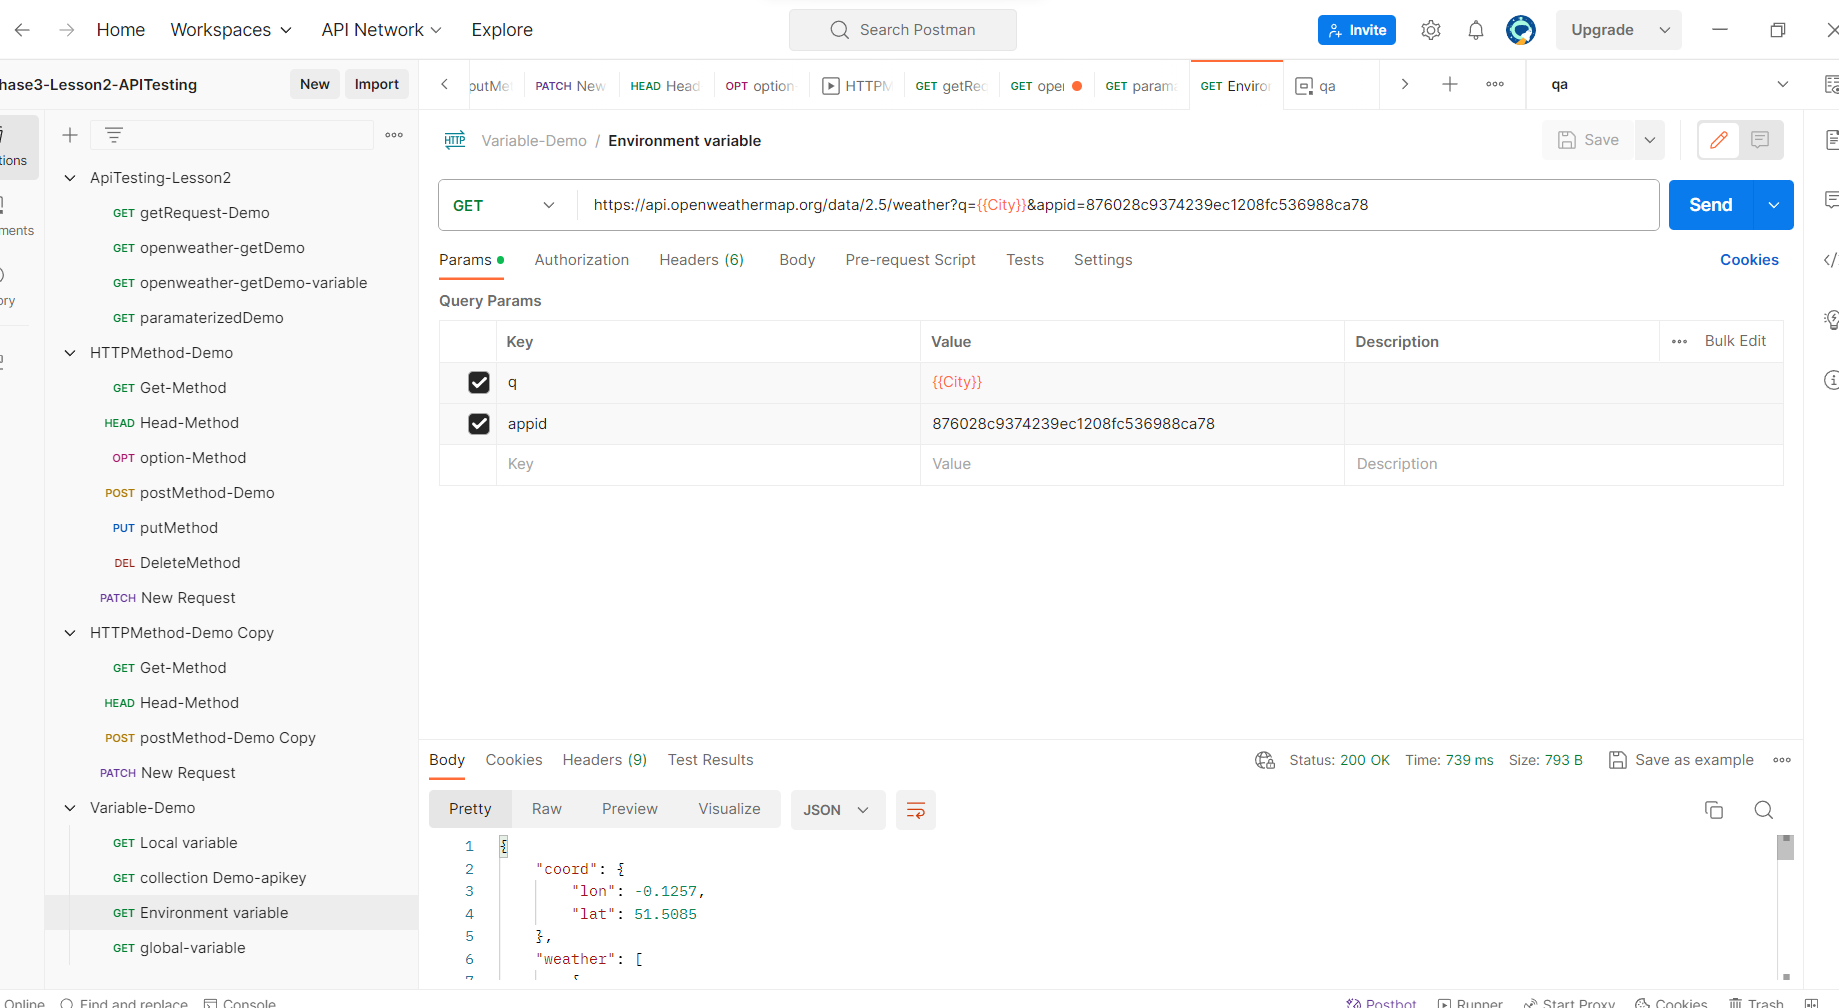 Home Workspaces API Network Explore Search Postman Invite Upgrade
hase3-Lesson2-APITesting New Import
PATCH New HEAD Head OPT option HTTPM GET getRec GET oper GET param GET Enviror qa qa
tions
ments
ory
ApiTesting-Lesson2
GET getRequest-Demo
GET openweather-getDemo
GET openweather-getDemo-variable
GET paramaterizedDemo
HTTPMethod-Demo
GET Get-Method
HEAD Head-Method
OPT option-Method
POST postMethod-Demo
PUT putMethod
DEL DeleteMethod
PATCH New Request
HTTPMethod-Demo Copy
GET Get-Method
HEAD Head-Method
POST postMethod-Demo Copy
PATCH New Request
Variable-Demo
GET Local variable
GET collection Demo-apikey
GET Environment variable
GET global-variable
HTTP Variable-Demo / Environment variable Save
GET https://api.openweathermap.org/data/2.5/weather?q={{City}}&appid=876028c9374239ec1208fc536988ca78 Send
Params Authorization Headers (6) Body Pre-request Script Tests Settings Cookies
Query Params
Key Value Description Bulk Edit
q {{City}}
appid 876028c9374239ec1208fc536988ca78
Key Value Description
Body Cookies Headers (9) Test Results Status: 200 OK Time: 739 ms Size: 793 B Save as example
Pretty Raw Preview Visualize JSON
1 {
2 "coord": {
3 "lon": -0.1257,
4 "lat": 51.5085
5 },
6 "weather": [
7 {
Online Find and replace Console Postbot Runner Start Proxy Cookies Trash